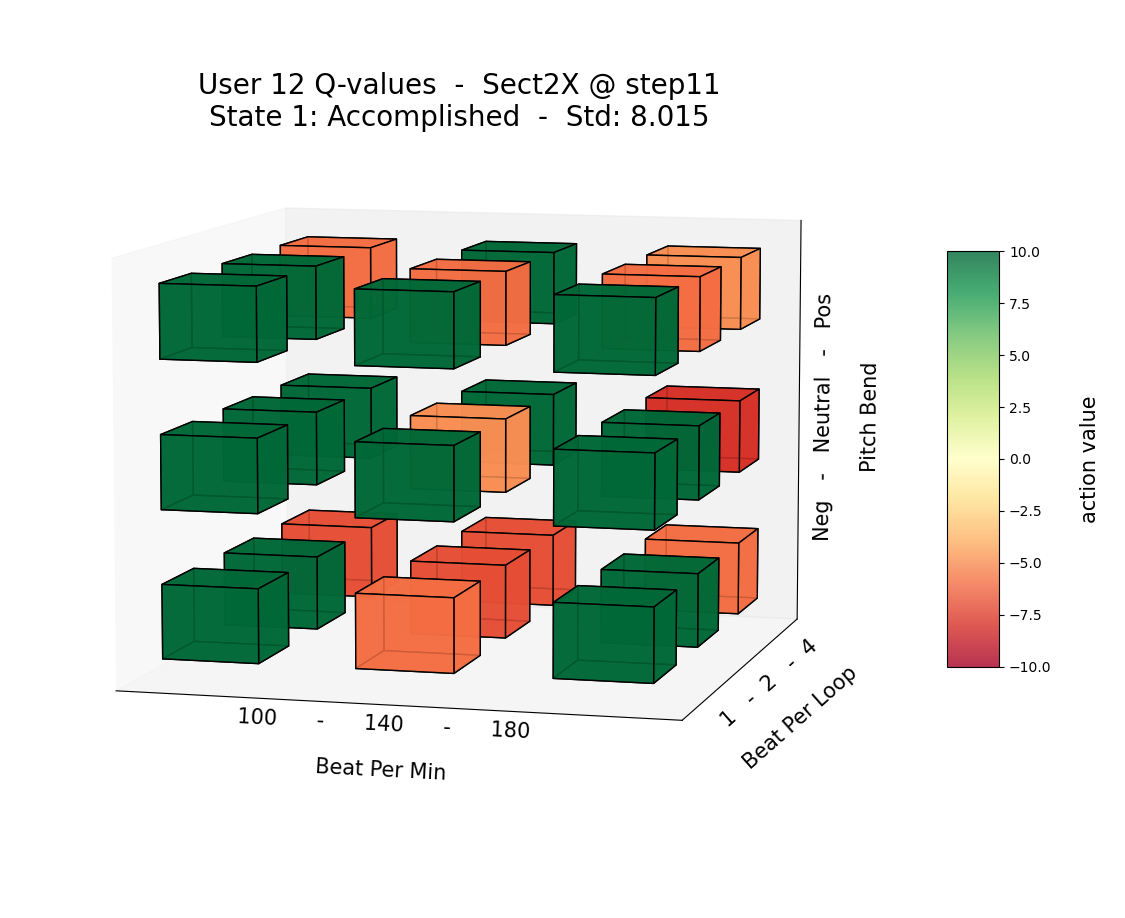 User 12 Q-values  -  Sect2X @ step11
State 1: Accomplished  -  Std: 8.015
Neg   -   Neutral   -   Pos
Pitch Bend
100   -   140   -   180
Beat Per Min
1  -  2  -  4
Beat Per Loop
10.0
7.5
5.0
2.5
0.0
−2.5
−5.0
−7.5
−10.0
action value